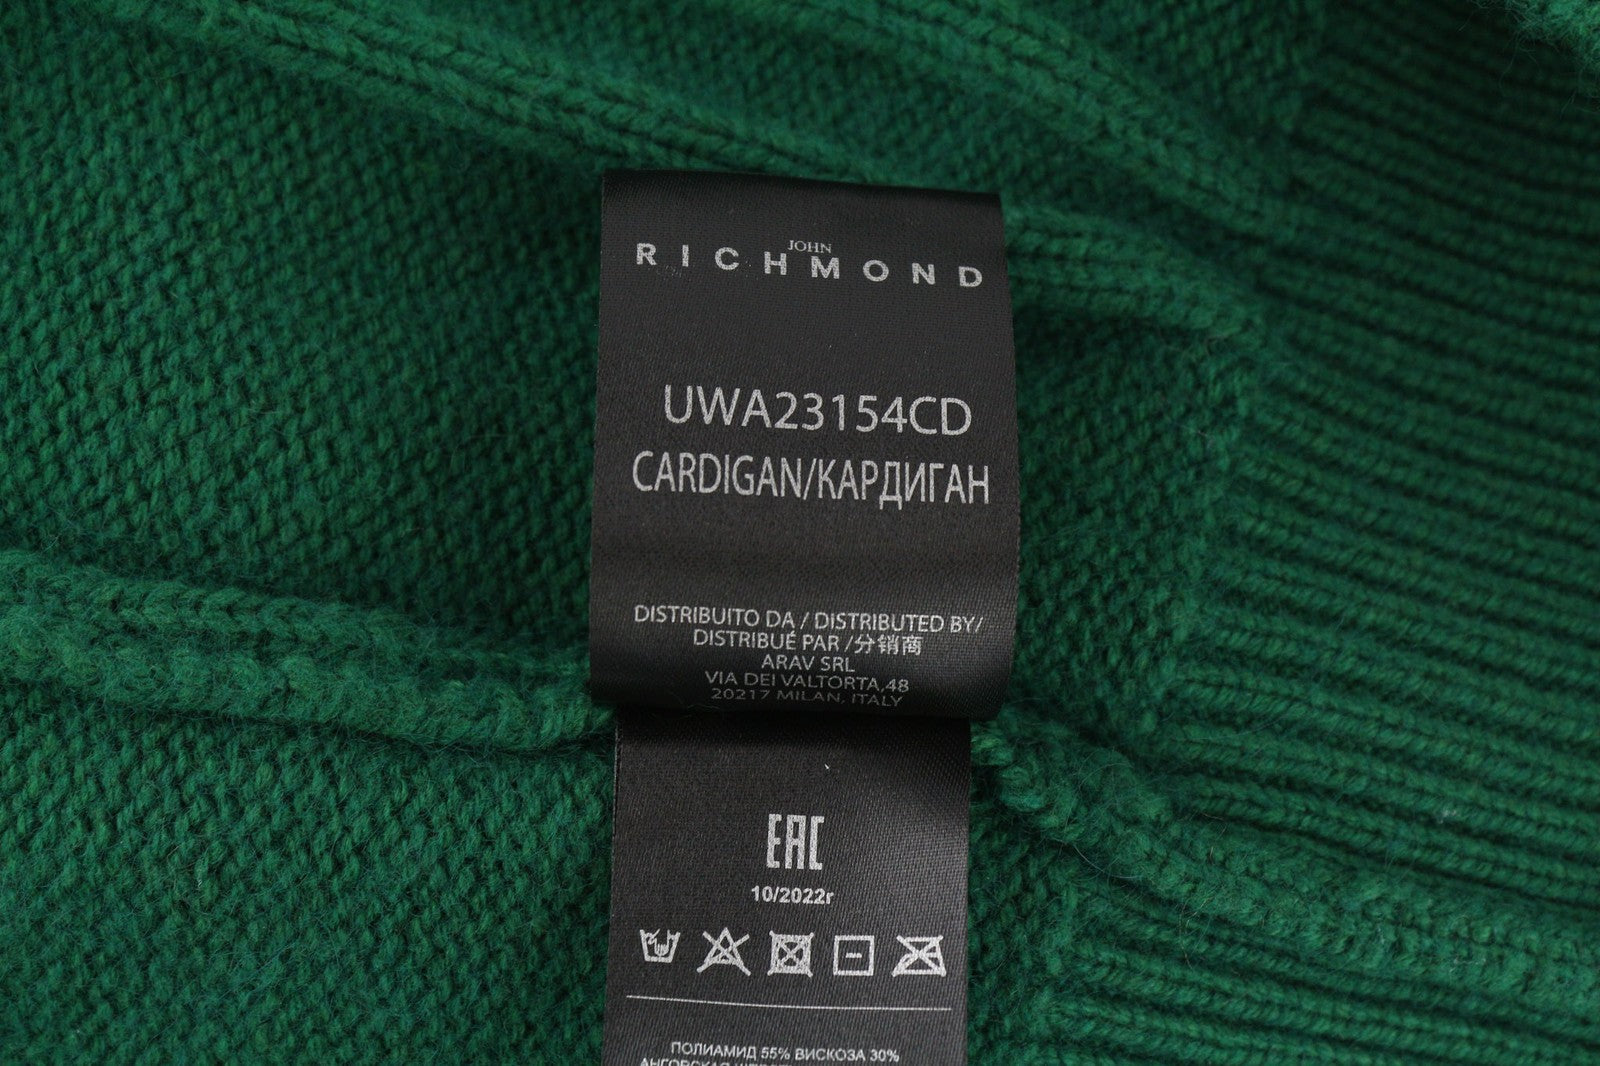 JOHN
RICHMOND
UWA23154CD
CARDIGAN/КАРДИГАН
DISTRIBUITO DA / DISTRIBUTED BY/
DISTRIBUÉ PAR /分销商
ARAV SRL
VIA DEI VALTORTA,48
20217 MILAN, ITALY
EAC
10/2022г
ПОЛИАМИД 55% ВИСКОЗА 30%